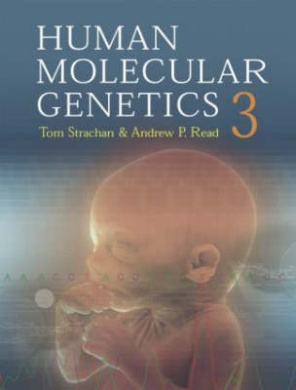 HUMAN
MOLECULAR
GENETICS 3
Tom Strachan & Andrew P. Read